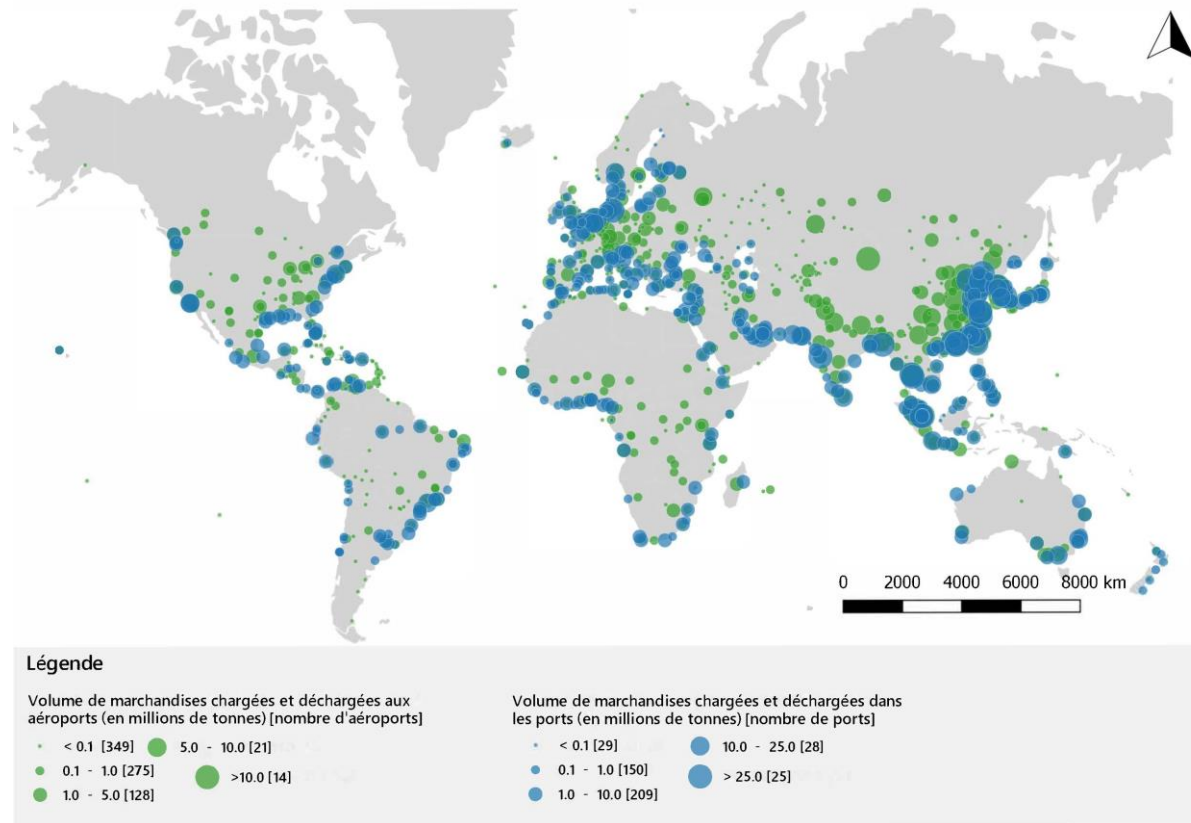 0 2000 4000 6000 8000 km
Légende
Volume de marchandises chargées et déchargées aux
aéroports (en millions de tonnes) [nombre d'aéroports]
< 0.1 [349]
5.0 - 10.0 [21]
0.1 - 1.0 [275]
>10.0 [14]
1.0 - 5.0 [128]
Volume de marchandises chargées et déchargées dans
les ports (en millions de tonnes) [nombre de ports]
< 0.1 [29]
10.0 - 25.0 [28]
0.1 - 1.0 [150]
> 25.0 [25]
1.0 - 10.0 [209]